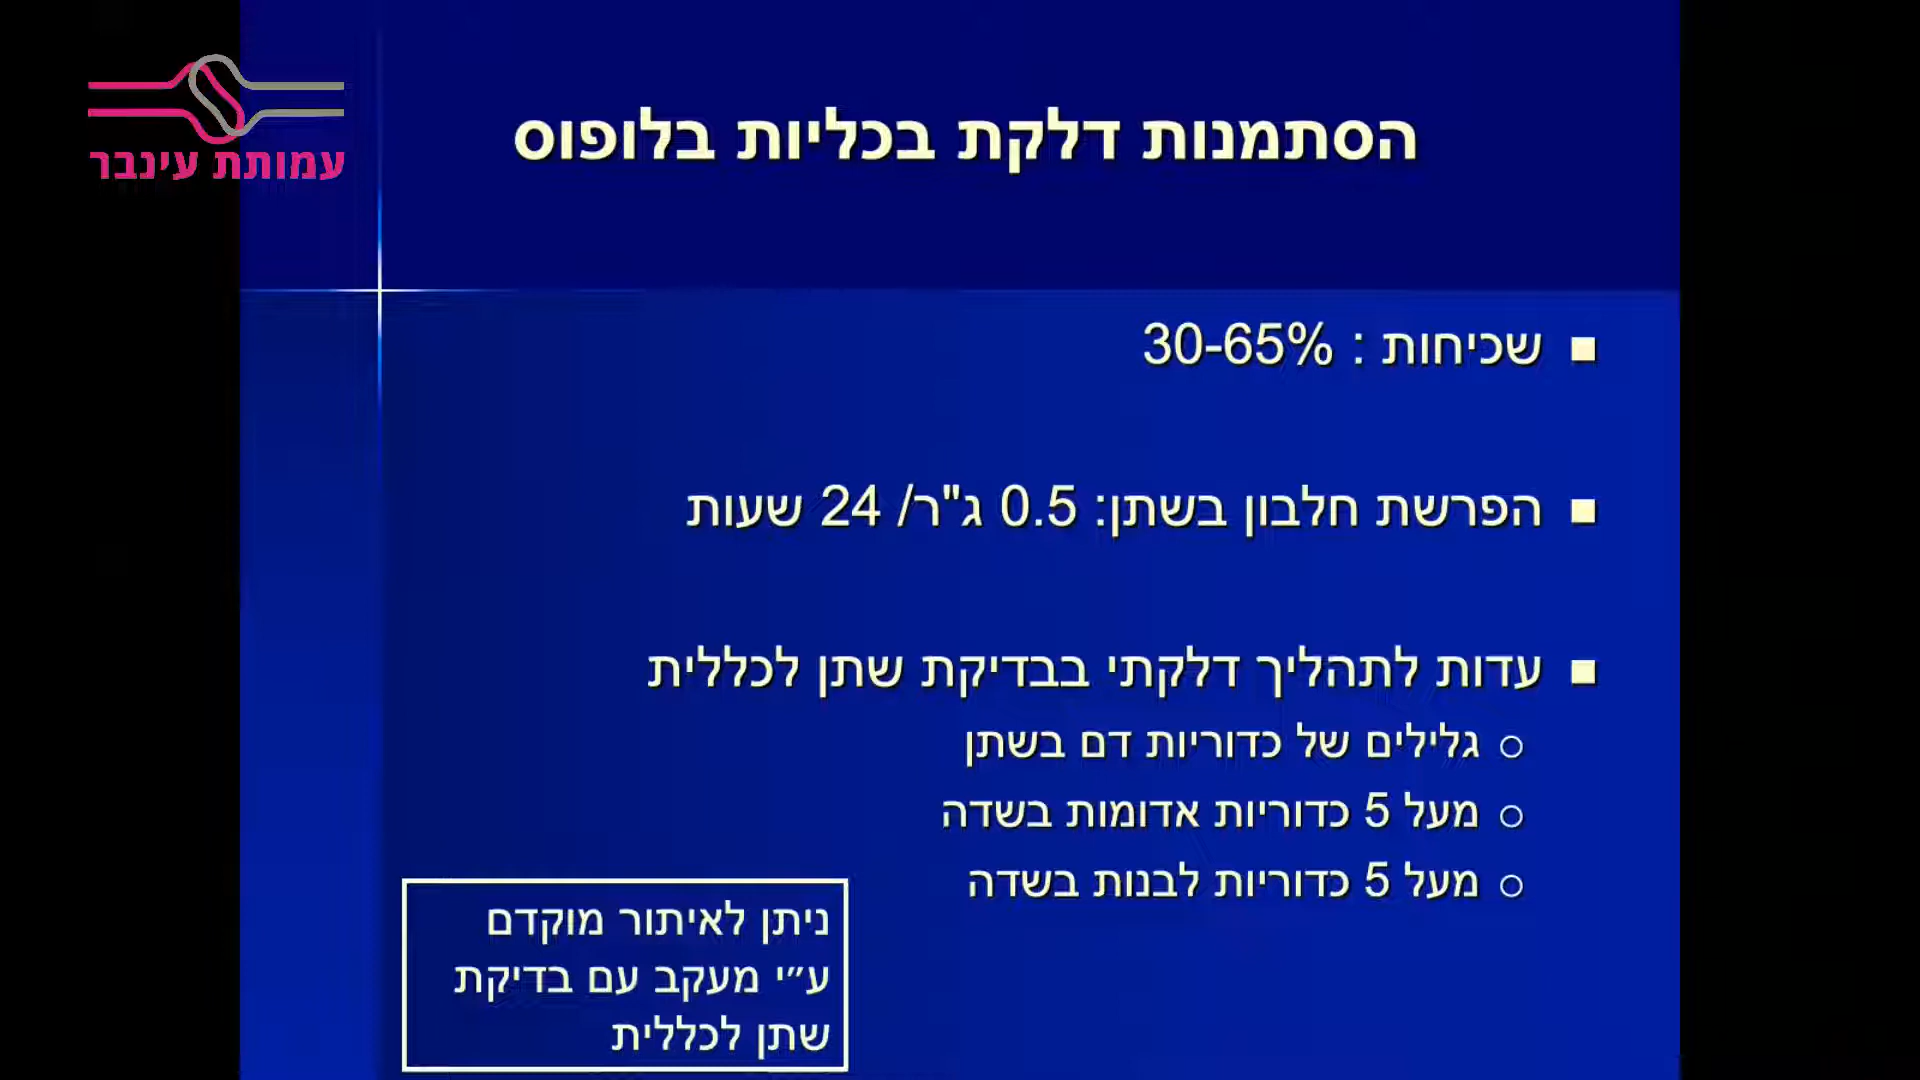 עמותת עינבר
הסתמנות דלקת בכליות בלופוס
שכיחות : 30-65%
הפרשת חלבון בשתן: 0.5 ג"ר/ 24 שעות
עדות לתהליך דלקתי בבדיקת שתן לכללית
גלילים של כדוריות דם בשתן
מעל 5 כדוריות אדומות בשדה
מעל 5 כדוריות לבנות בשדה
ניתן לאיתור מוקדם
ע״י מעקב עם בדיקת
שתן לכללית